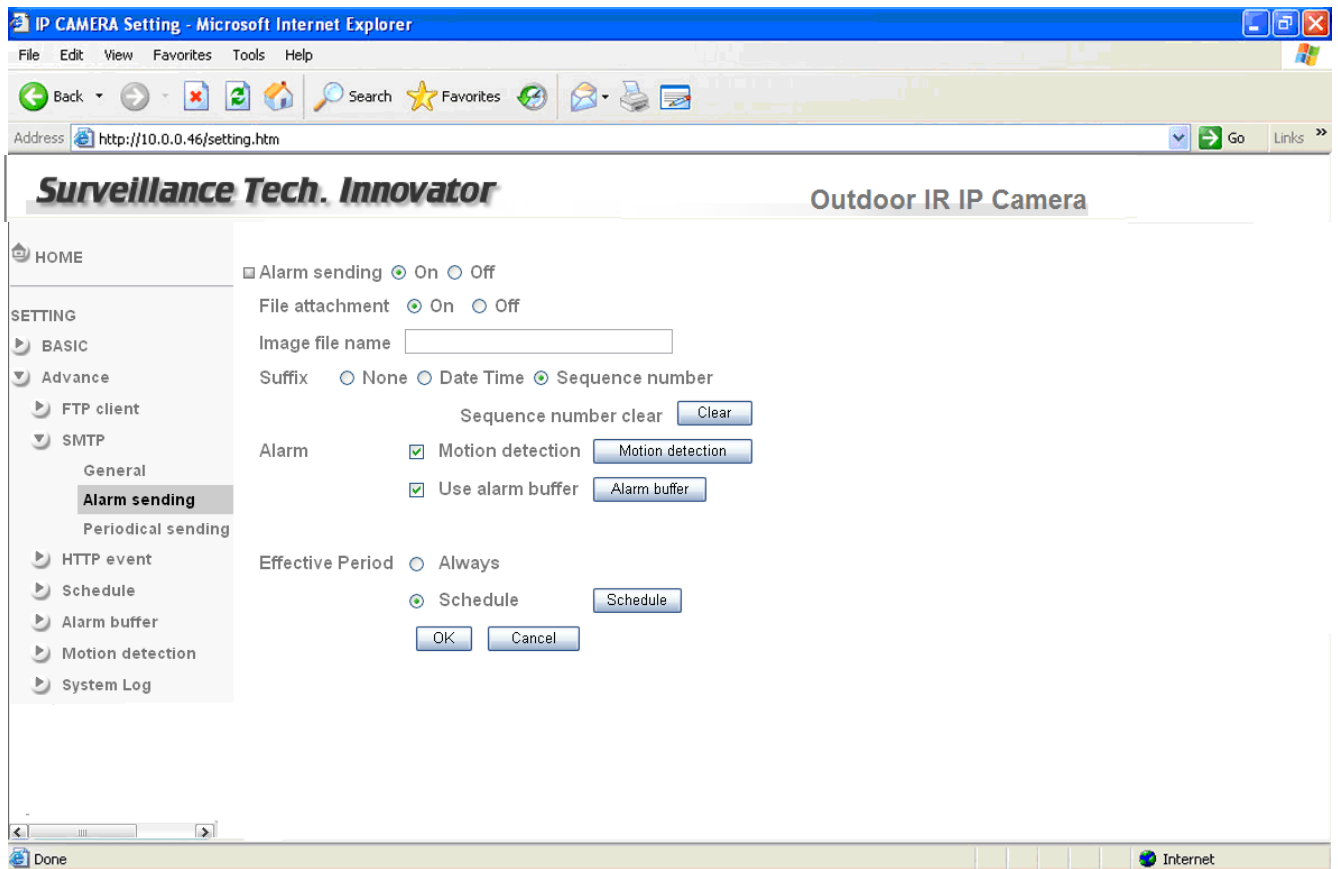 IP CAMERA Setting - Microsoft Internet Explorer
File Edit View Favorites Tools Help
Back Search Favorites
Address http://10.0.0.46/setting.htm Go Links »
Surveillance Tech. Innovator
Outdoor IR IP Camera
HOME
SETTING
BASIC
Advance
FTP client
SMTP
General
Alarm sending
Periodical sending
HTTP event
Schedule
Alarm buffer
Motion detection
System Log
Alarm sending On Off
File attachment On Off
Image file name
Suffix None Date Time Sequence number
Sequence number clear Clear
Alarm Motion detection Motion detection
Use alarm buffer Alarm buffer
Effective Period Always
Schedule Schedule
OK Cancel
Done Internet